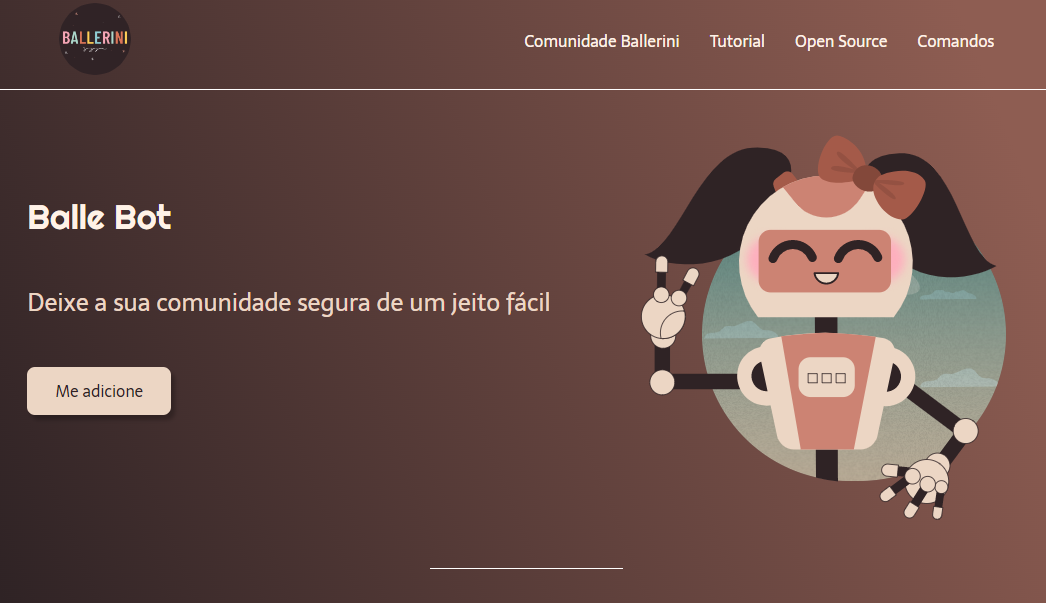 BALLERINI
Comunidade Ballerini
Tutorial
Open Source
Comandos
Balle Bot
Deixe a sua comunidade segura de um jeito fácil
Me adicione